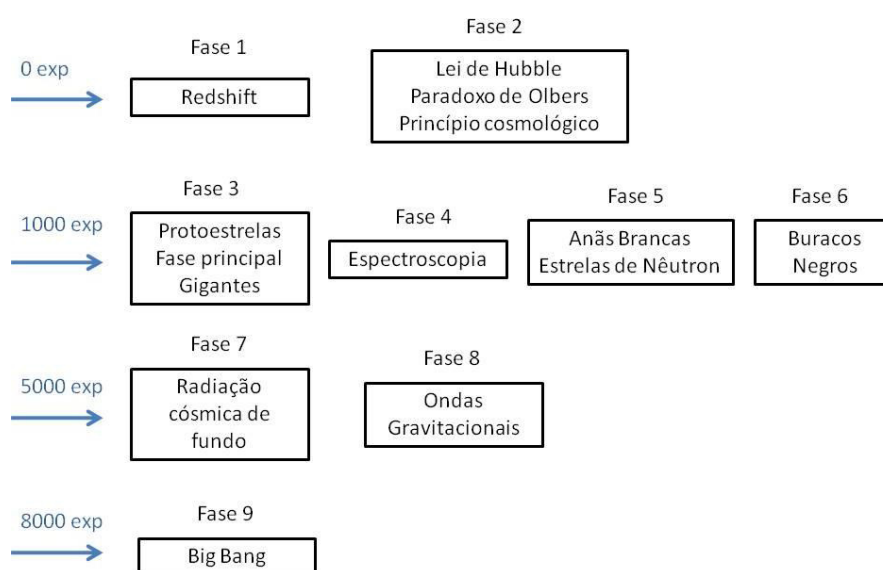 Fase 1
Fase 2
0 exp
Redshift
Lei de Hubble
Paradoxo de Olbers
Princípio cosmológico
Fase 3
Fase 4
Fase 5
Fase 6
1000 exp
Protoestrelas
Fase principal
Gigantes
Espectroscopia
Anãs Brancas
Estrelas de Nêutron
Buracos
Negros
Fase 7
Fase 8
5000 exp
Radiação
cósmica de
fundo
Ondas
Gravitacionais
8000 exp
Fase 9
Big Bang